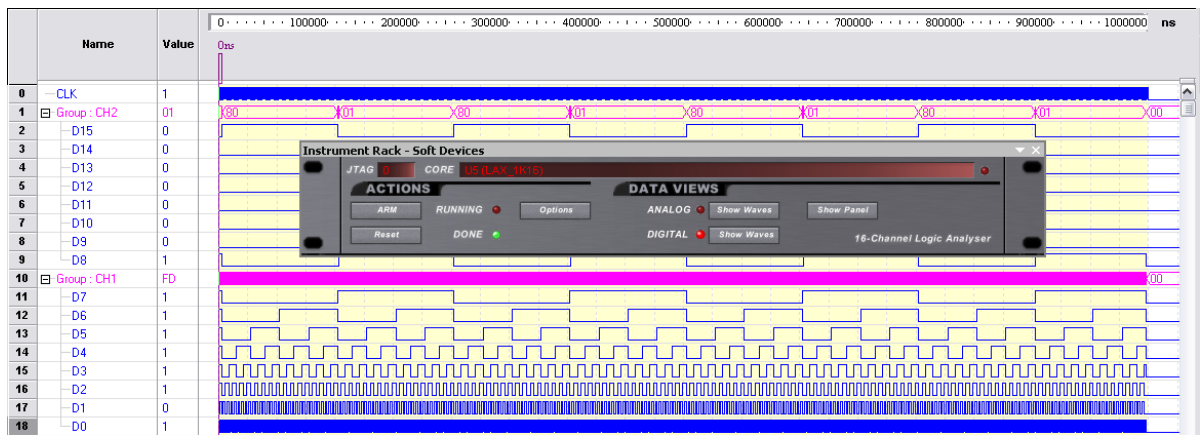 0 100000 200000 300000 400000 500000 600000 700000 800000 900000 1000000 ns
Name Value 0ns
0 CLK 1
1 Group : CH2 01 80 01 80 01 80 01 80 01 00
2 D15 0
3 D14 0
4 D13 0
5 D12 0
6 D11 0
7 D10 0
8 D9 0
9 D8 1
10 Group : CH1 FD 00
11 D7 1
12 D6 1
13 D5 1
14 D4 1
15 D3 1
16 D2 1
17 D1 0
18 D0 1
Instrument Rack - Soft Devices
JTAG 0 CORE U5 (LAX_1K16)
ACTIONS DATA VIEWS
ARM RUNNING Options ANALOG Show Waves Show Panel
Reset DONE DIGITAL Show Waves 16-Channel Logic Analyser